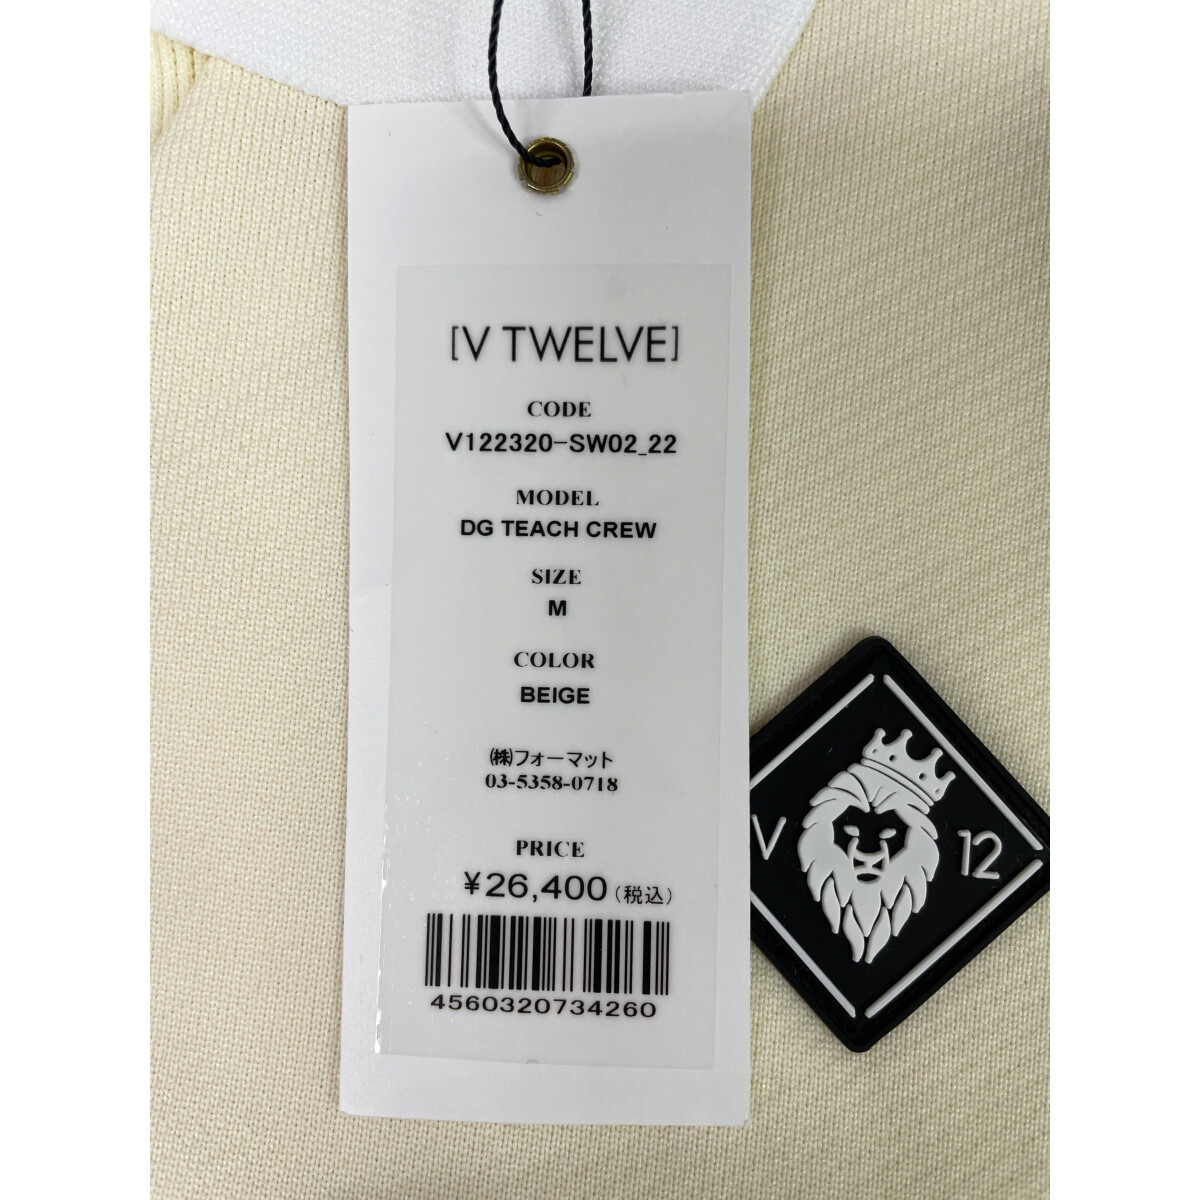 [V TWELVE]
CODE
V122320-SW02_22
MODEL
DG TEACH CREW
SIZE
M
COLOR
BEIGE
㈱フォーマット
03-5358-0718
PRICE
¥26,400(税込)
4560320734260
V 12